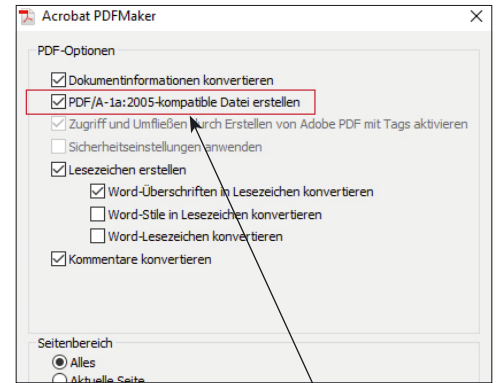 Acrobat PDFMaker
PDF-Optionen
Dokumentinformationen konvertieren
PDF/A-1a:2005-kompatible Datei erstellen
Zugriff und Umfließen durch Erstellen von Adobe PDF mit Tags aktivieren
Sicherheitseinstellungen anwenden
Lesezeichen erstellen
Word-Überschriften in Lesezeichen konvertieren
Word-Stile in Lesezeichen konvertieren
Word-Lesezeichen konvertieren
Kommentare konvertieren
Seitenbereich
Alles
Aktuelle Seite